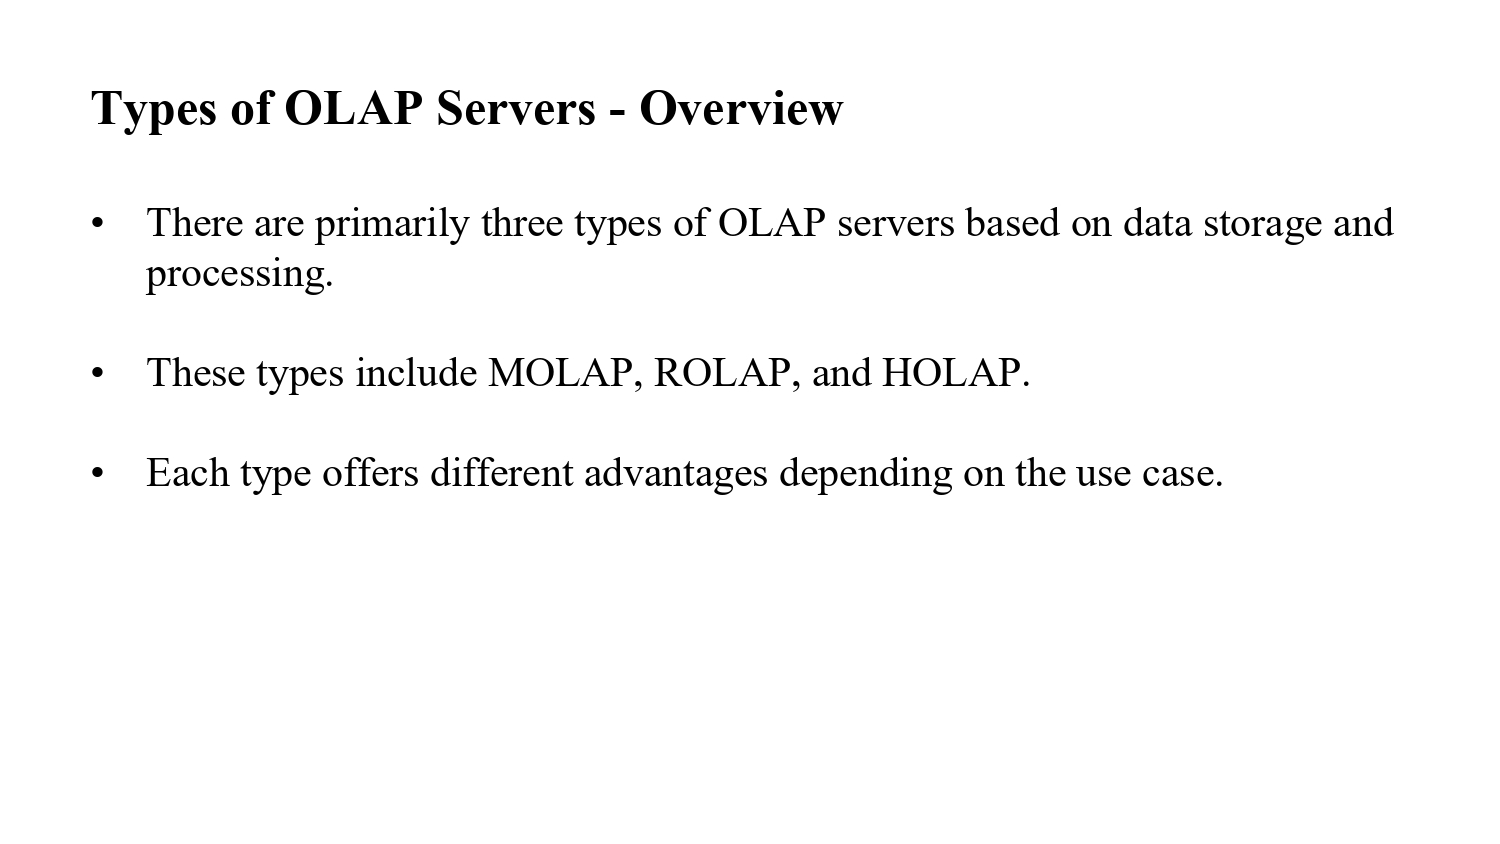 Types of OLAP Servers - Overview
• There are primarily three types of OLAP servers based on data storage and
processing.
• These types include MOLAP, ROLAP, and HOLAP.
• Each type offers different advantages depending on the use case.